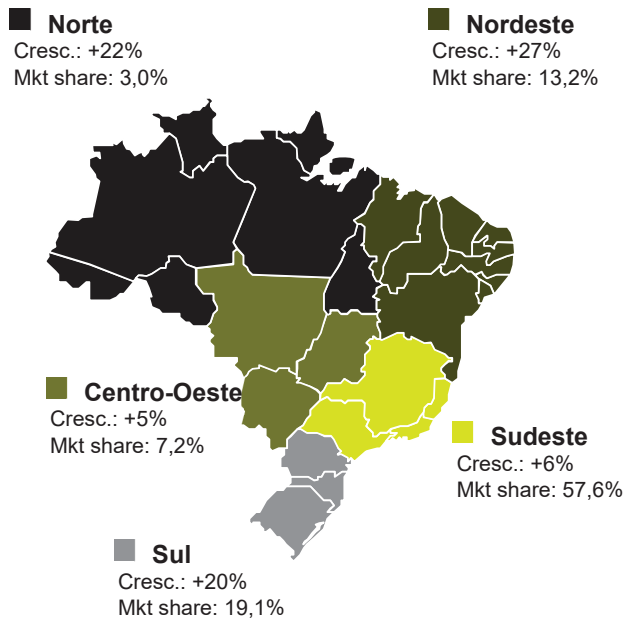 Norte
Cresc.: +22%
Mkt share: 3,0%
Nordeste
Cresc.: +27%
Mkt share: 13,2%
Centro-Oeste
Cresc.: +5%
Mkt share: 7,2%
Sudeste
Cresc.: +6%
Mkt share: 57,6%
Sul
Cresc.: +20%
Mkt share: 19,1%